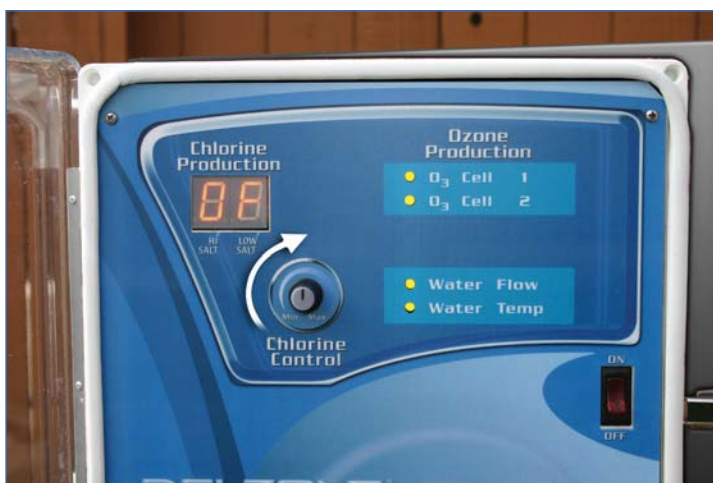 Chlorine
Production
HI
SALT
LOW
SALT
Min
Max
Chlorine
Control
Ozone
Production
O₃ Cell 1
O₃ Cell 2
Water Flow
Water Temp
ON
OFF